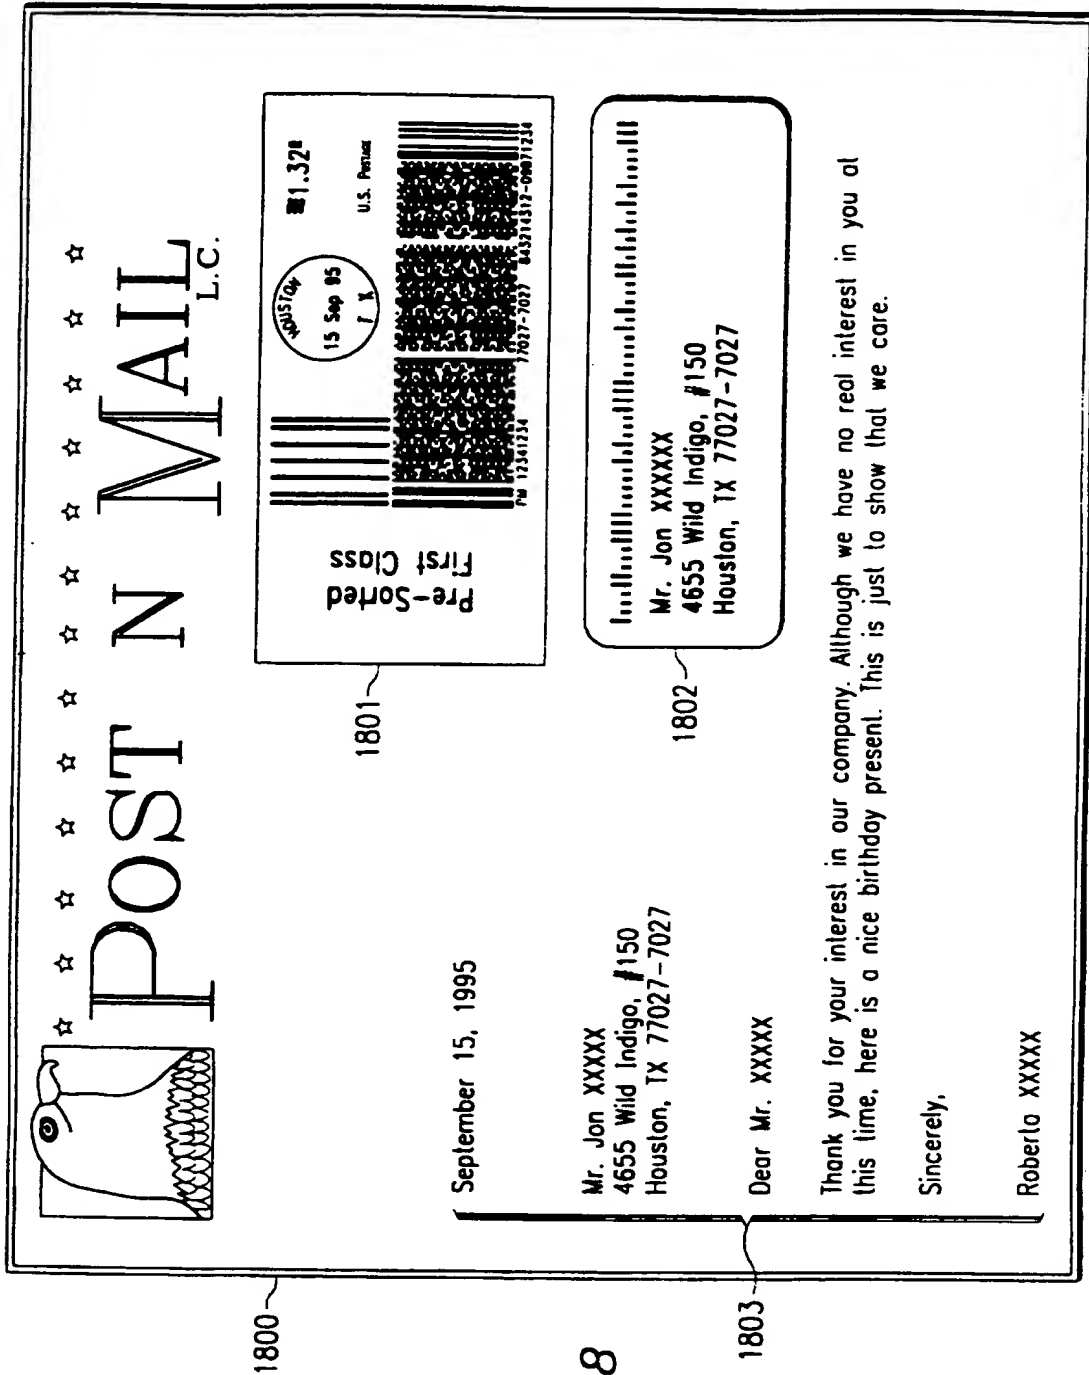 POST N MAIL
L.C.
1800
1801
Pre-Sorted
First Class
HOUSTON
15 Sep 95
TX
1.32
U.S. Postage
PM 12341234 77027-7027
1802
Mr. Jon XXXXXX
4655 Wild Indigo, #150
Houston, TX 77027-7027
1803
September 15, 1995
Mr. Jon XXXXX
4655 Wild Indigo, #150
Houston, TX 77027-7027
Dear Mr. XXXXX
Thank you for your interest in our company. Although we have no real interest in you at
this time, here is a nice birthday present. This is just to show that we care.
Sincerely,
Roberta XXXXX
8